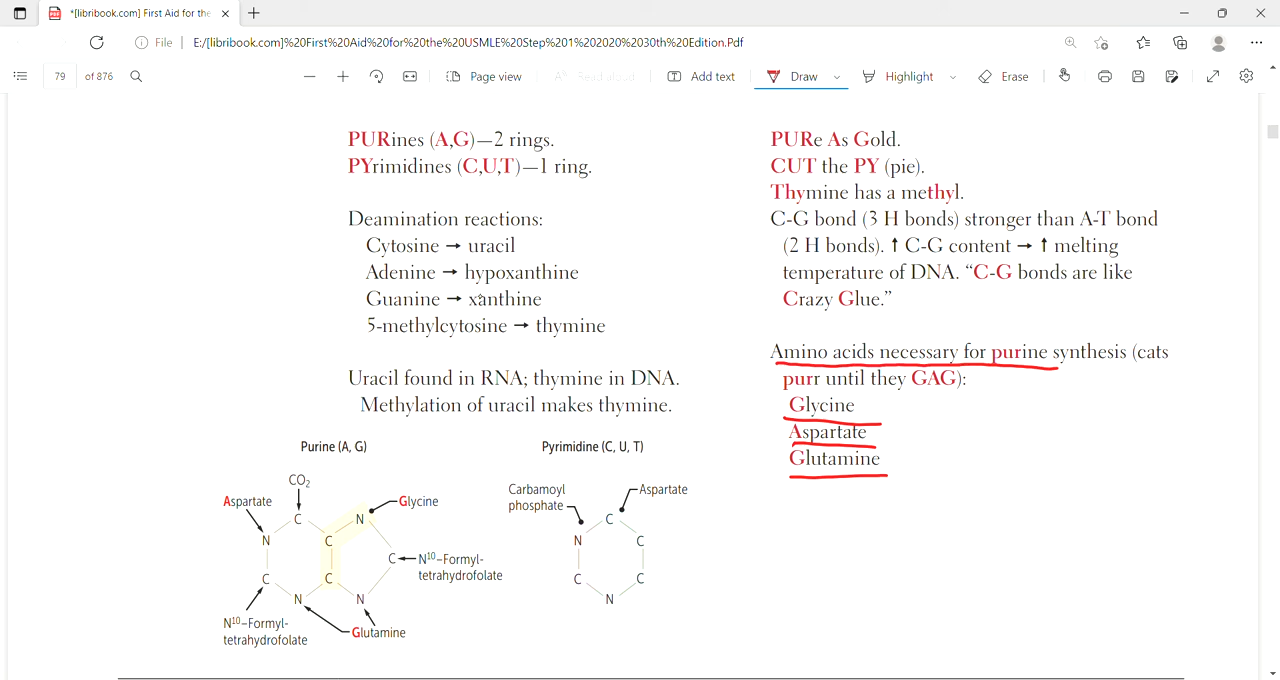 *[libribook.com] First Aid for the
File
E:/[libribook.com]%20First%20Aid%20for%20the%20USMLE%20Step%201%202020%2030th%20Edition.Pdf
79 of 876
Page view
Read aloud
Add text
Draw
Highlight
Erase
PURines (A,G)—2 rings.
PYrimidines (C,U,T)—1 ring.
Deamination reactions:
Cytosine → uracil
Adenine → hypoxanthine
Guanine → xanthine
5-methylcytosine → thymine
Uracil found in RNA; thymine in DNA.
Methylation of uracil makes thymine.
PURe As Gold.
CUT the PY (pie).
Thymine has a methyl.
C-G bond (3 H bonds) stronger than A-T bond
(2 H bonds). ↑ C-G content → ↑ melting
temperature of DNA. “C-G bonds are like
Crazy Glue.”
Amino acids necessary for purine synthesis (cats
purr until they GAG):
Glycine
Aspartate
Glutamine
Purine (A, G)
CO2
Aspartate
Glycine
C
N
N
C
C
N10–Formyl-
tetrahydrofolate
C
C
N
N
N10–Formyl-
tetrahydrofolate
Glutamine
Pyrimidine (C, U, T)
Carbamoyl
phosphate
Aspartate
C
N
C
C
C
N